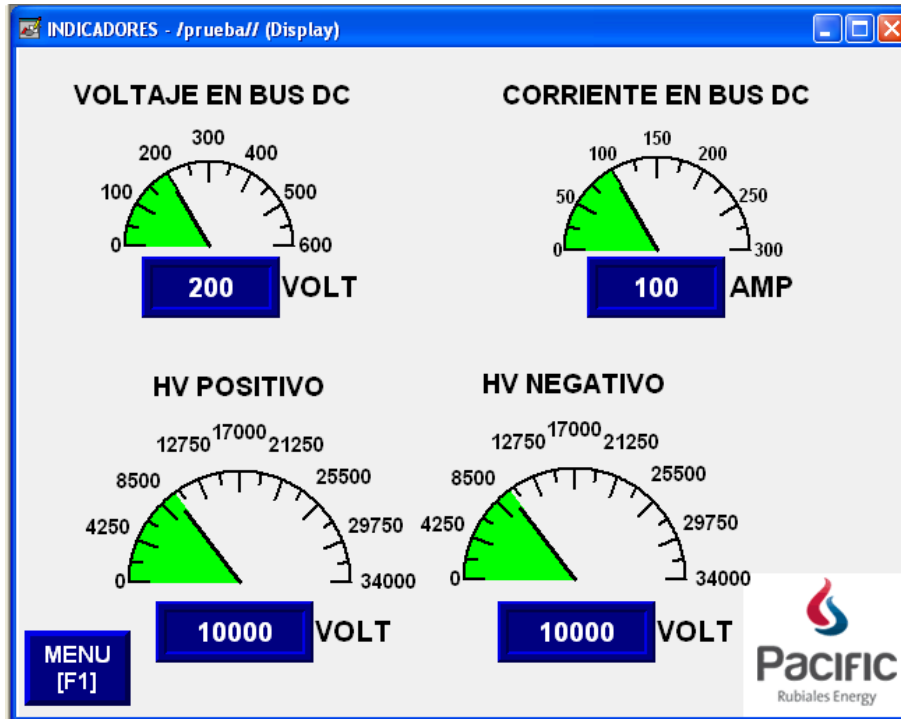 INDICADORES - /prueba// (Display)
VOLTAJE EN BUS DC
0
100
200
300
400
500
600
200 VOLT
CORRIENTE EN BUS DC
0
50
100
150
200
250
300
100 AMP
HV POSITIVO
0
4250
8500
12750
17000
21250
25500
29750
34000
10000 VOLT
HV NEGATIVO
0
4250
8500
12750
17000
21250
25500
29750
34000
10000 VOLT
MENU
[F1]
PACIFIC
Rubiales Energy